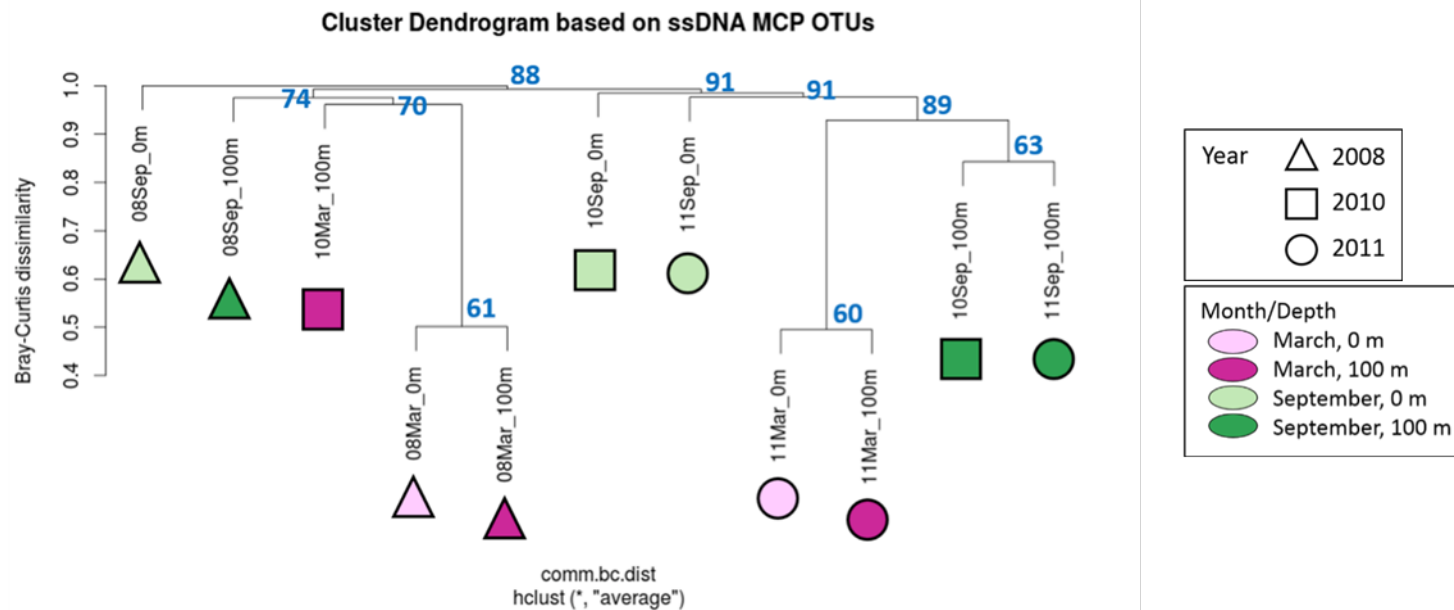 Cluster Dendrogram based on ssDNA MCP OTUs
Bray-Curtis dissimilarity
1.0
0.9
0.8
0.7
0.6
0.5
0.4
88
74
70
91
91
89
63
61
60
08Sep_0m
08Sep_100m
10Mar_100m
08Mar_0m
08Mar_100m
10Sep_0m
11Sep_0m
11Mar_0m
11Mar_100m
10Sep_100m
11Sep_100m
comm.bc.dist
hclust (*, "average")
Year
2008
2010
2011
Month/Depth
March, 0 m
March, 100 m
September, 0 m
September, 100 m